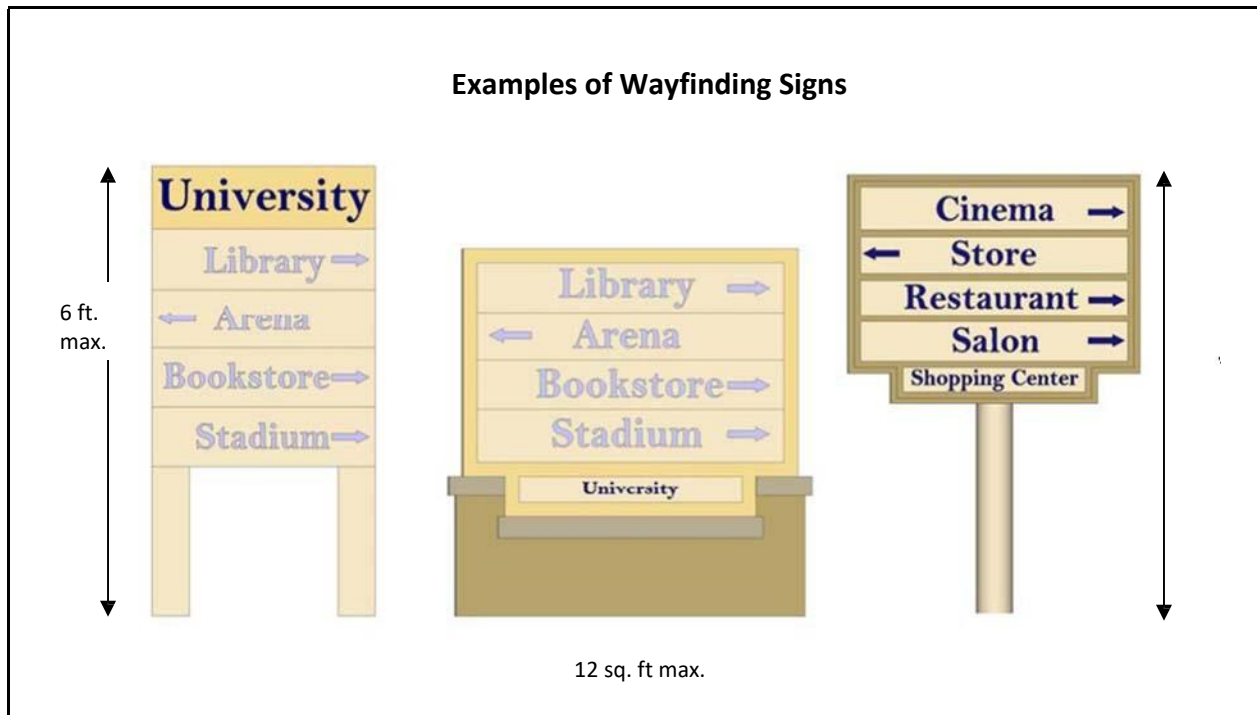 Examples of Wayfinding Signs
6 ft.
max.
University
Library
Arena
Bookstore
Stadium
Library
Arena
Bookstore
Stadium
University
Cinema
Store
Restaurant
Salon
Shopping Center
12 sq. ft max.